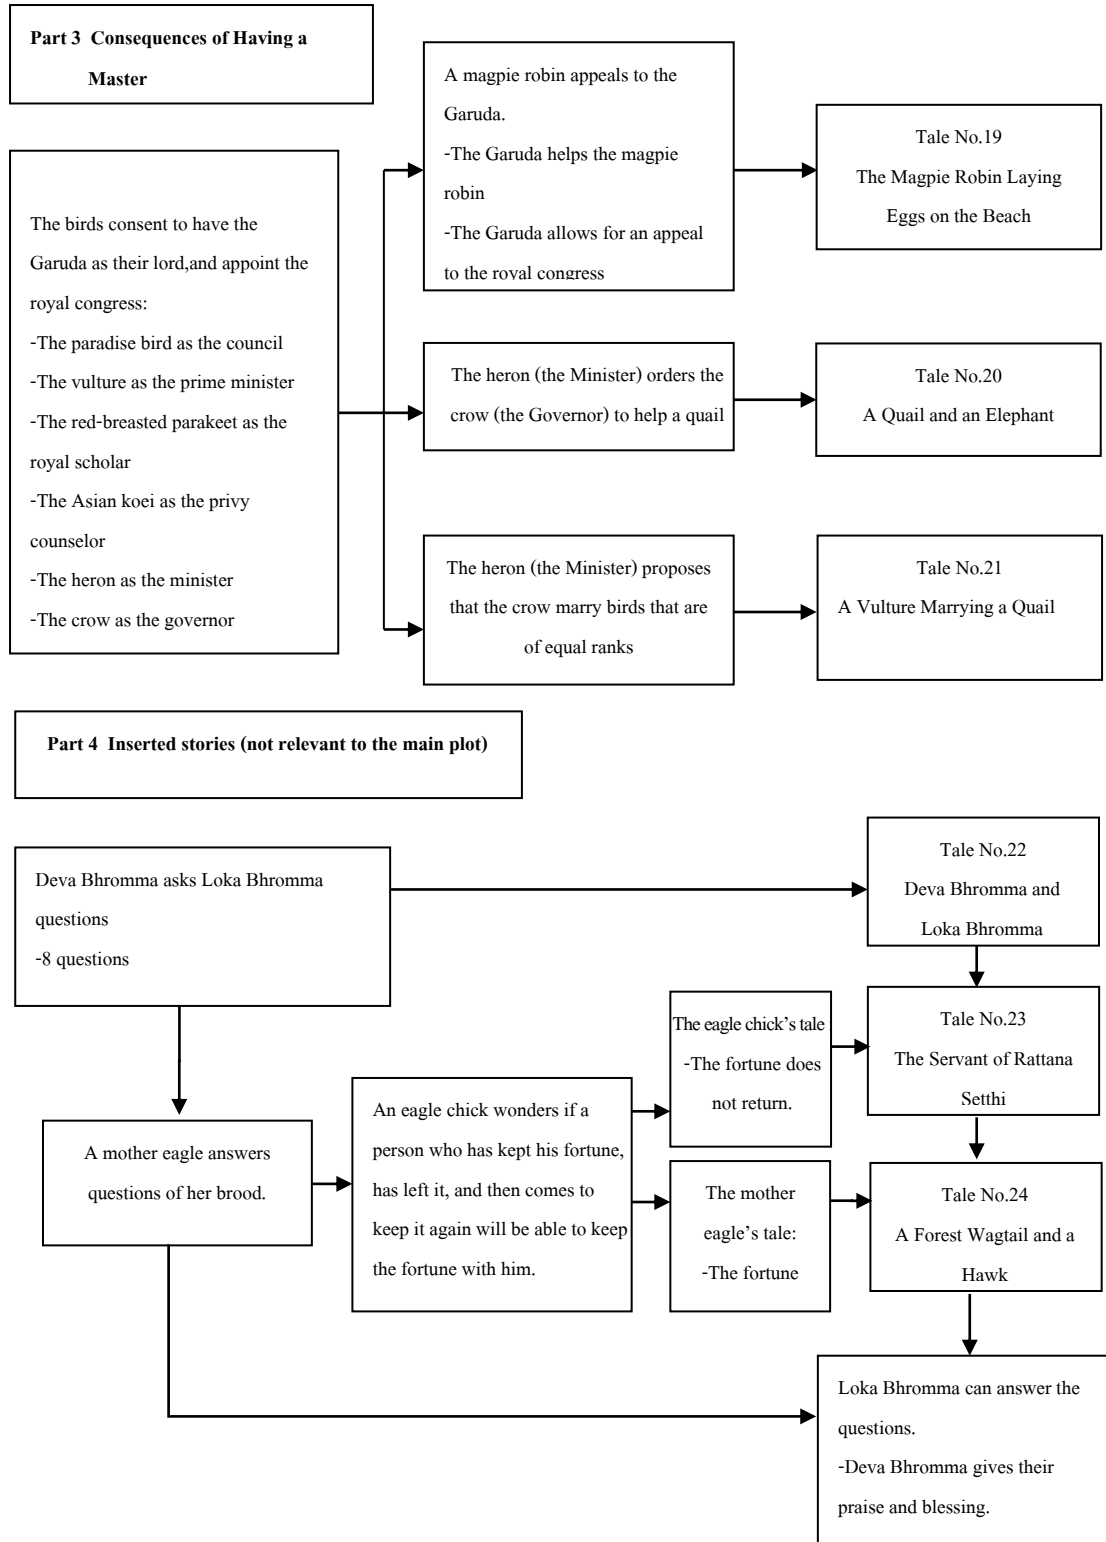 Part 3  Consequences of Having a
Master
The birds consent to have the
Garuda as their lord,and appoint the
royal congress:
-The paradise bird as the council
-The vulture as the prime minister
-The red-breasted parakeet as the
royal scholar
-The Asian koei as the privy
counselor
-The heron as the minister
-The crow as the governor
A magpie robin appeals to the
Garuda.
-The Garuda helps the magpie
robin
-The Garuda allows for an appeal
to the royal congress
Tale No.19
The Magpie Robin Laying
Eggs on the Beach
The heron (the Minister) orders the
crow (the Governor) to help a quail
Tale No.20
A Quail and an Elephant
The heron (the Minister) proposes
that the crow marry birds that are
of equal ranks
Tale No.21
A Vulture Marrying a Quail
Part 4  Inserted stories (not relevant to the main plot)
Deva Bhromma asks Loka Bhromma
questions
-8 questions
Tale No.22
Deva Bhromma and
Loka Bhromma
A mother eagle answers
questions of her brood.
An eagle chick wonders if a
person who has kept his fortune,
has left it, and then comes to
keep it again will be able to keep
the fortune with him.
The eagle chick's tale
-The fortune does
not return.
Tale No.23
The Servant of Rattana
Setthi
The mother
eagle's tale:
-The fortune
Tale No.24
A Forest Wagtail and a
Hawk
Loka Bhromma can answer the
questions.
-Deva Bhromma gives their
praise and blessing.